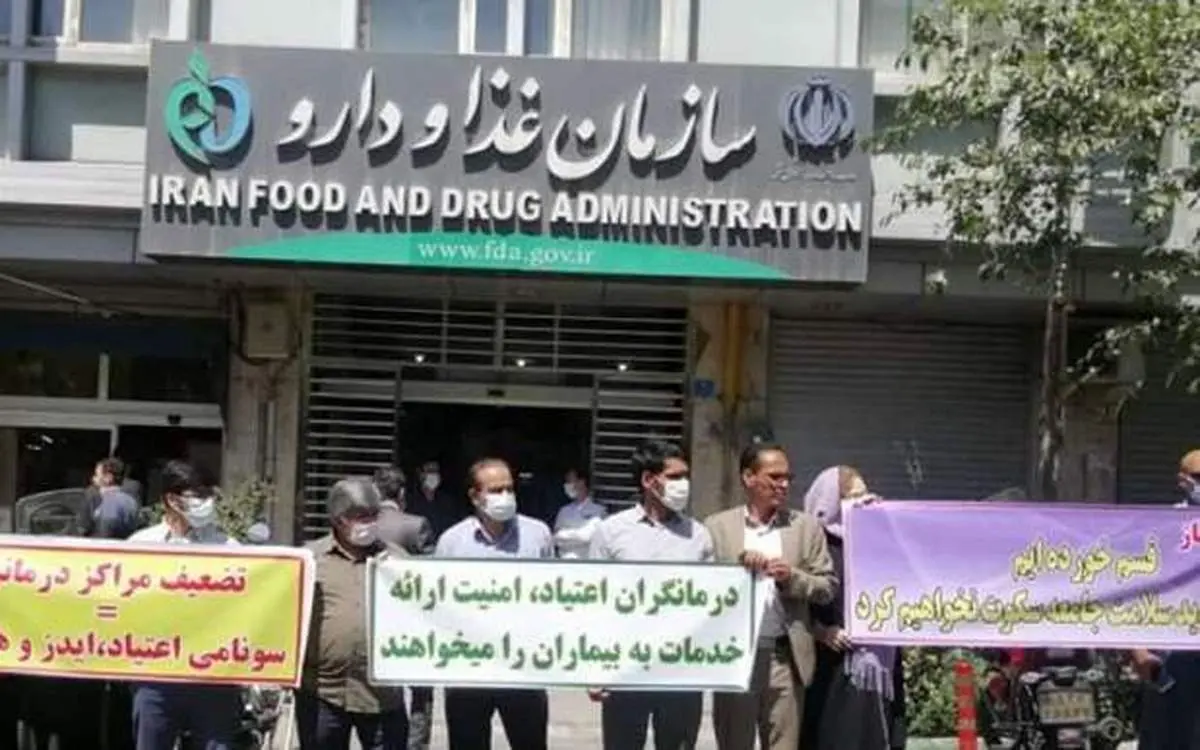 سازمان غذا و دارو
IRAN FOOD AND DRUG ADMINISTRATION
www.fda.gov.ir
تضعیف مراکز درمانی
=
سونامی اعتیاد،ایدز و
درمانگران اعتیاد، امنیت ارائه
خدمات به بیماران را میخواهند
قسم خورده ایم
سلامت جامعه سکوت نخواهیم کرد